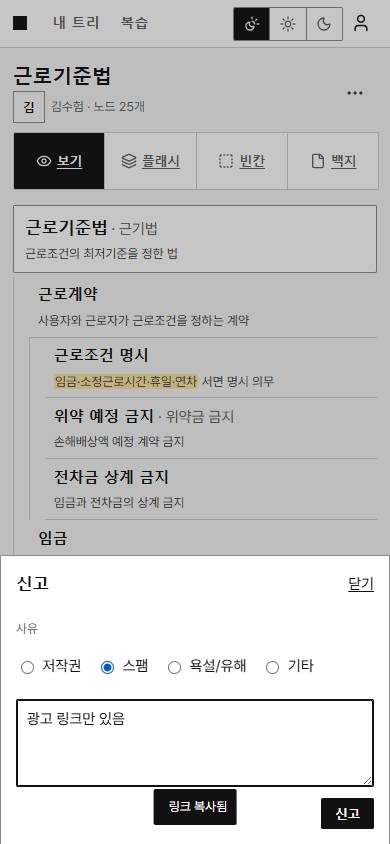 내 트리 복습
근로기준법
김 김수험 · 노드 25개
보기 플래시 빈칸 백지
근로기준법 · 근기법
근로조건의 최저기준을 정한 법
근로계약
사용자와 근로자가 근로조건을 정하는 계약
근로조건 명시
임금·소정근로시간·휴일·연차 서면 명시 의무
위약 예정 금지 · 위약금 금지
손해배상액 예정 계약 금지
전차금 상계 금지
임금과 전차금의 상계 금지
임금
신고 닫기
사유
저작권 스팸 욕설/유해 기타
광고 링크만 있음
링크 복사됨
신고